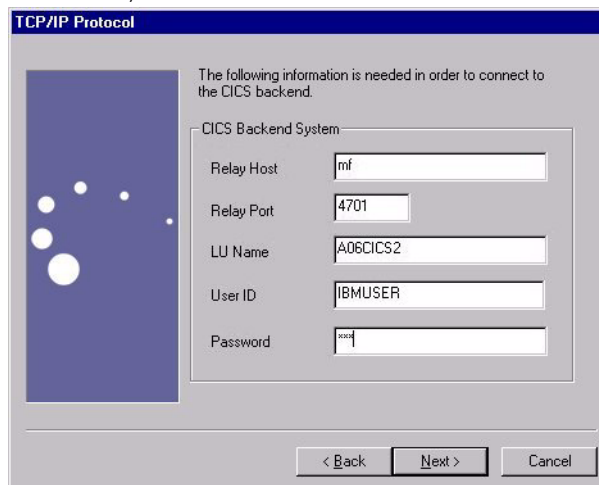 TCP/IP Protocol
The following information is needed in order to connect to
the CICS backend.
CICS Backend System
Relay Host mf
Relay Port 4701
LU Name A06CICS2
User ID IBMUSER
Password ***
< Back Next > Cancel